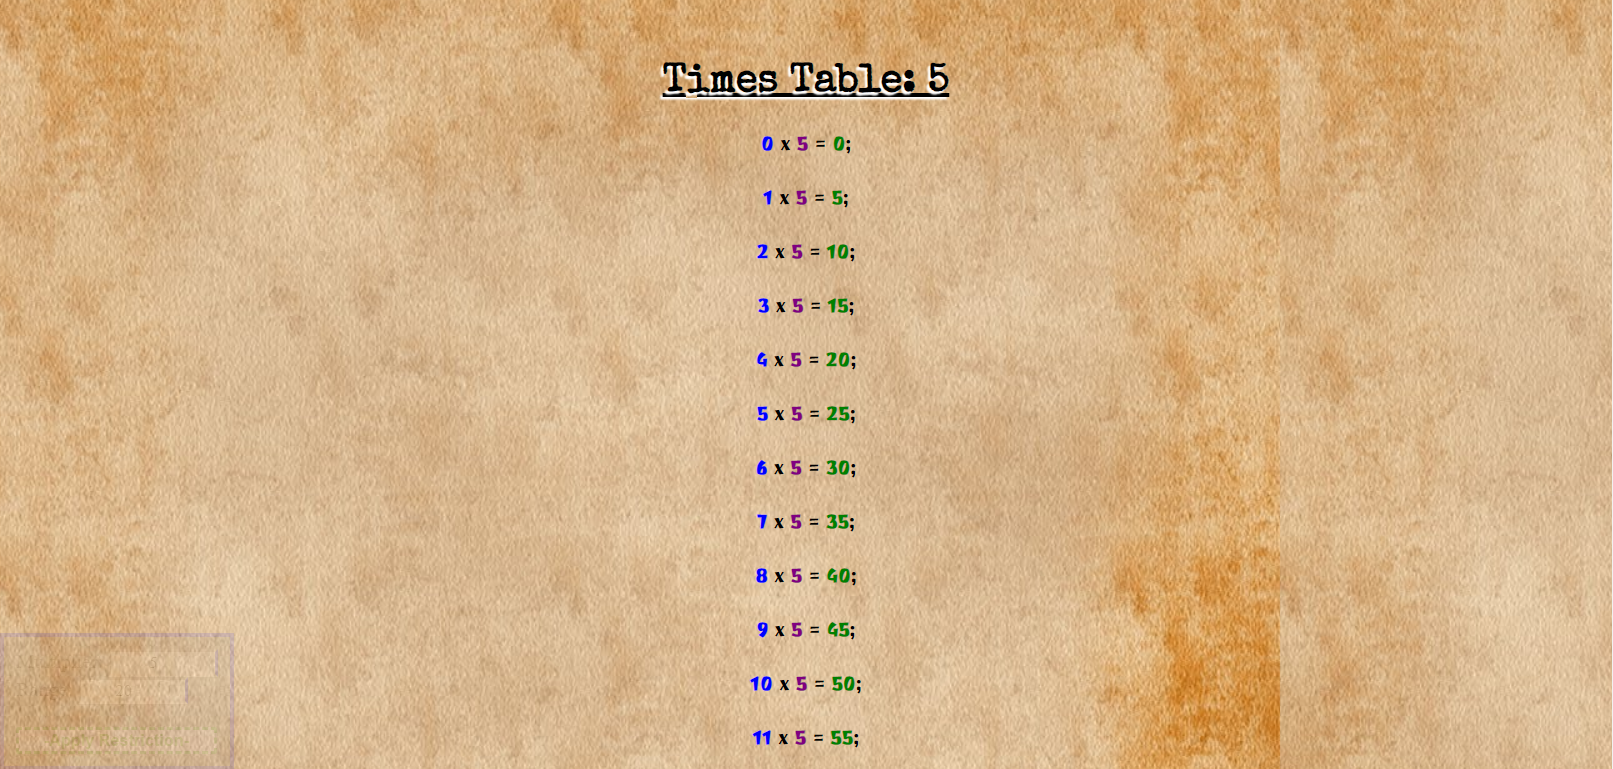 Times Table: 5
0 x 5 = 0;
1 x 5 = 5;
2 x 5 = 10;
3 x 5 = 15;
4 x 5 = 20;
5 x 5 = 25;
6 x 5 = 30;
7 x 5 = 35;
8 x 5 = 40;
9 x 5 = 45;
10 x 5 = 50;
11 x 5 = 55;